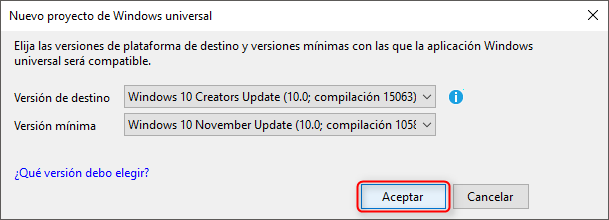 Nuevo proyecto de Windows universal
Elija las versiones de plataforma de destino y versiones mínimas con las que la aplicación Windows
universal será compatible.
Versión de destino Windows 10 Creators Update (10.0; compilación 15063)
Versión mínima Windows 10 November Update (10.0; compilación 1058
¿Qué versión debo elegir?
Aceptar Cancelar